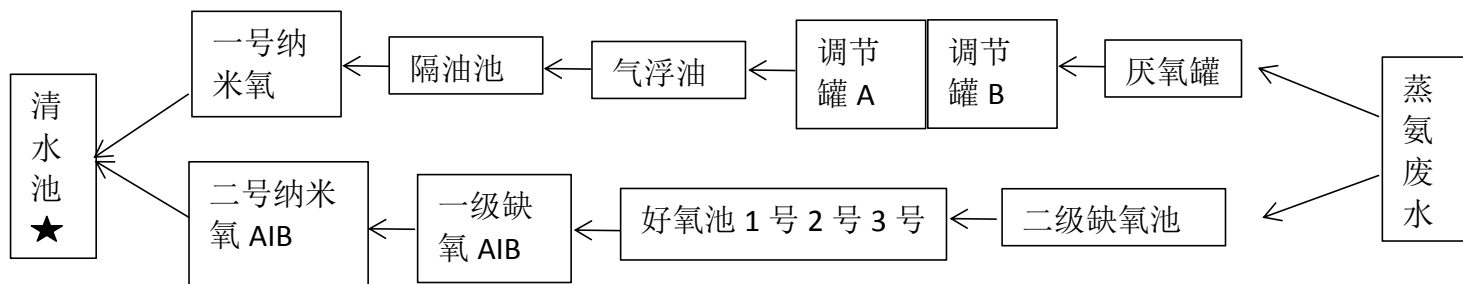 一号纳
米氧
隔油池
气浮油
调节
罐 A
调节
罐 B
厌氧罐
蒸
氨
废
水
清
水
池
★
二号纳米
氧 AIB
一级缺
氧 AIB
好氧池 1 号 2 号 3 号
二级缺氧池